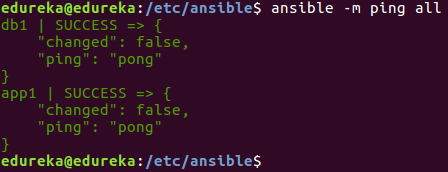 edureka@edureka:/etc/ansible$ ansible -m ping all
db1 | SUCCESS => {
    "changed": false,
    "ping": "pong"
}
app1 | SUCCESS => {
    "changed": false,
    "ping": "pong"
}
edureka@edureka:/etc/ansible$